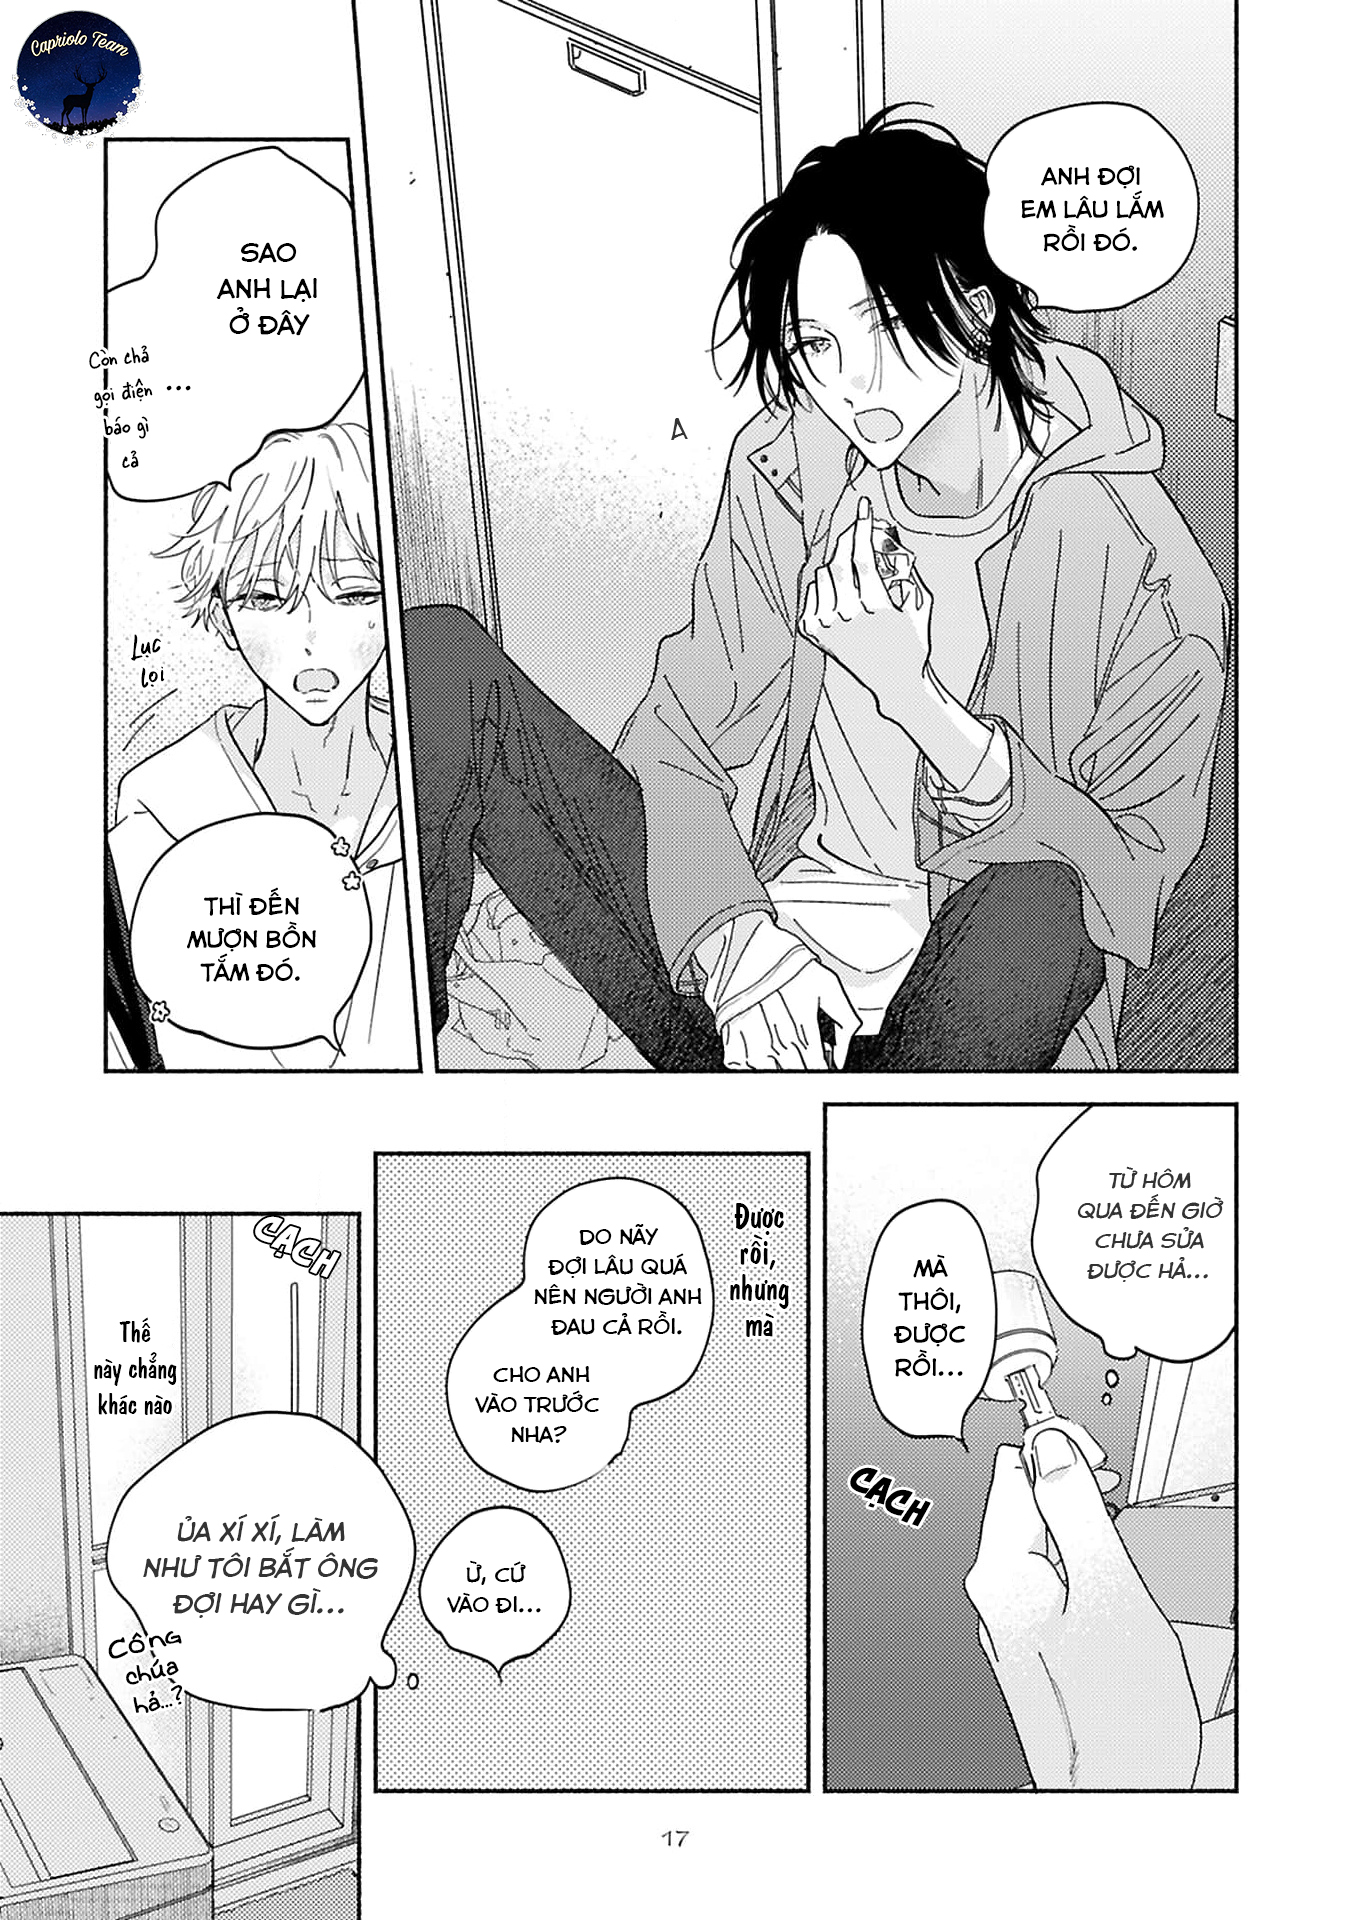 Capriolo Team
ANH ĐỢI
EM LÂU LẮM
RỒI ĐÓ.
A
SAO
ANH LẠI
Ở ĐÂY
...
Còn chả
gọi điện
báo gì
cả
Lục
lọi
THÌ ĐẾN
MƯỢN BỒN
TẮM ĐÓ.
TỪ HÔM
QUA ĐẾN GIỜ
CHƯA SỬA
ĐƯỢC HẢ...
MÀ
THÔI,
ĐƯỢC
RỒI...
CẠCH
Được
rồi,
nhưng
mà
DO NÃY
ĐỢI LÂU QUÁ
NÊN NGƯỜI ANH
ĐAU CẢ RỒI.
CHO ANH
VÀO TRƯỚC
NHA?
Ừ, CỨ
VÀO ĐI...
CẠCH
Thế
này chẳng
khác nào
ỦA XÍ XÍ, LÀM
NHƯ TÔI BẮT ÔNG
ĐỢI HAY GÌ...
Công
chúa
hả...?
17